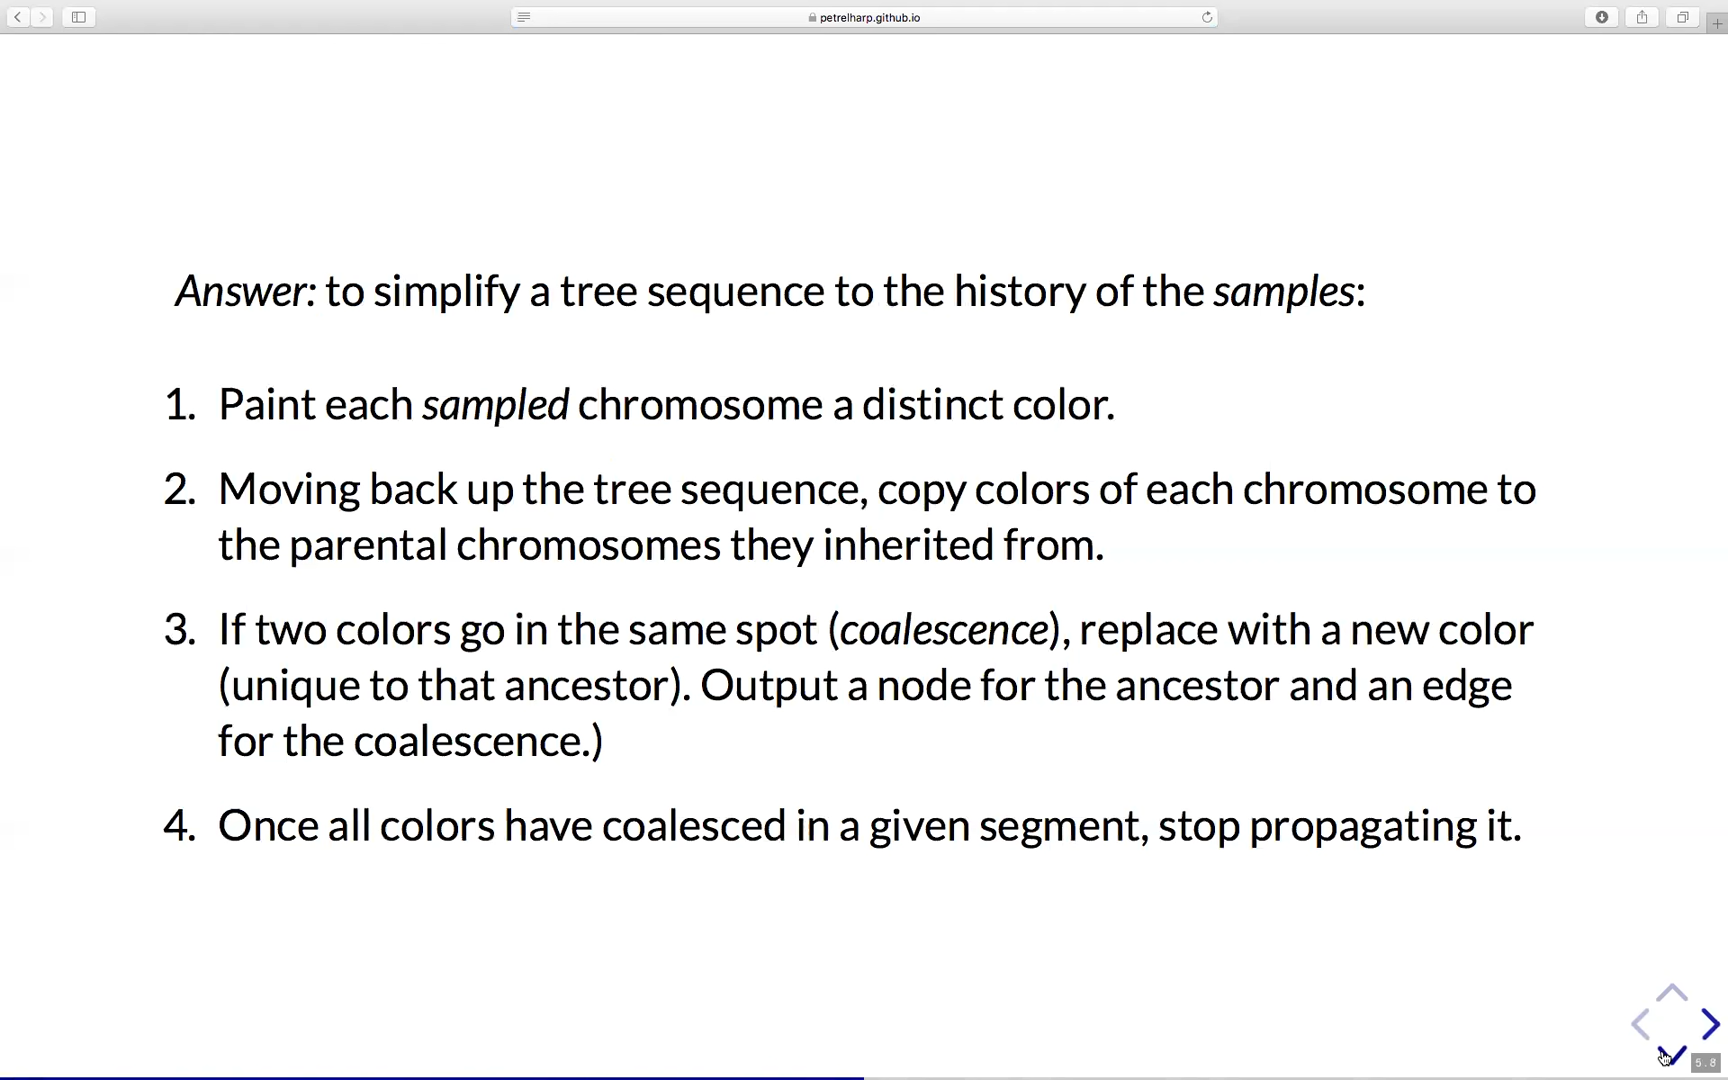 petrelharp.github.io
Answer: to simplify a tree sequence to the history of the samples:
1. Paint each sampled chromosome a distinct color.
2. Moving back up the tree sequence, copy colors of each chromosome to
the parental chromosomes they inherited from.
3. If two colors go in the same spot (coalescence), replace with a new color
(unique to that ancestor). Output a node for the ancestor and an edge
for the coalescence.)
4. Once all colors have coalesced in a given segment, stop propagating it.
5.8